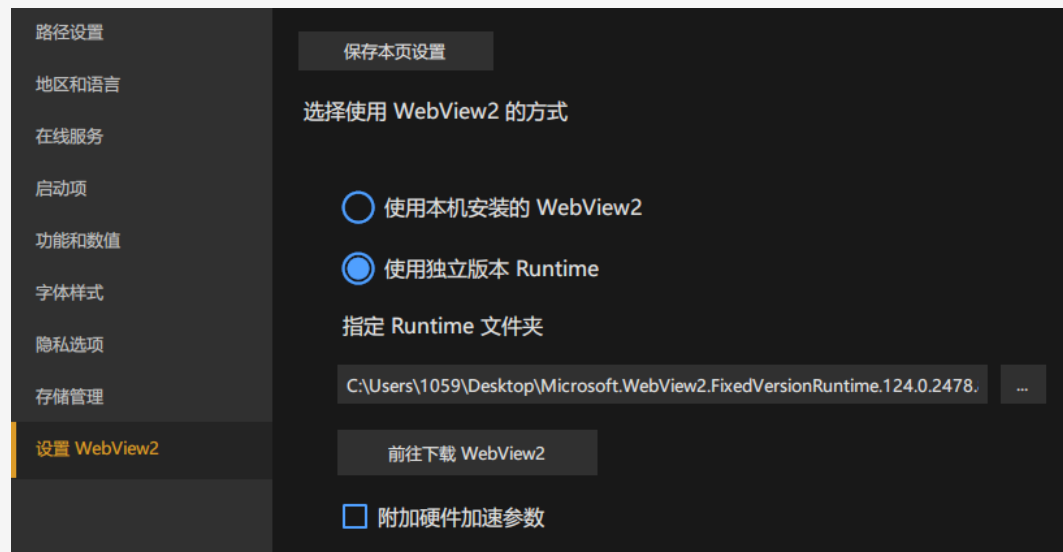 路径设置
地区和语言
在线服务
启动项
功能和数值
字体样式
隐私选项
存储管理
设置 WebView2
保存本页设置
选择使用 WebView2 的方式
使用本机安装的 WebView2
使用独立版本 Runtime
指定 Runtime 文件夹
C:\Users\1059\Desktop\Microsoft.WebView2.FixedVersionRuntime.124.0.2478.
...
前往下载 WebView2
附加硬件加速参数